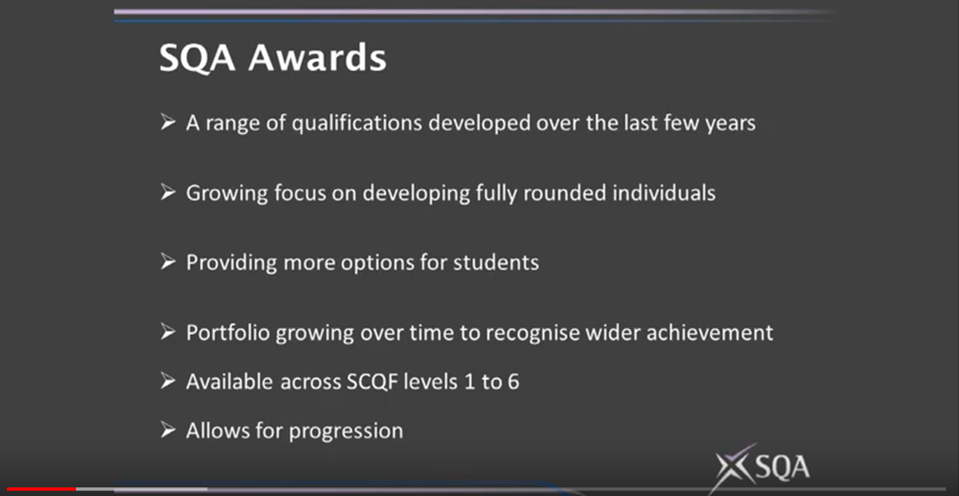 SQA Awards
➢ A range of qualifications developed over the last few years
➢ Growing focus on developing fully rounded individuals
➢ Providing more options for students
➢ Portfolio growing over time to recognise wider achievement
➢ Available across SCQF levels 1 to 6
➢ Allows for progression
SQA